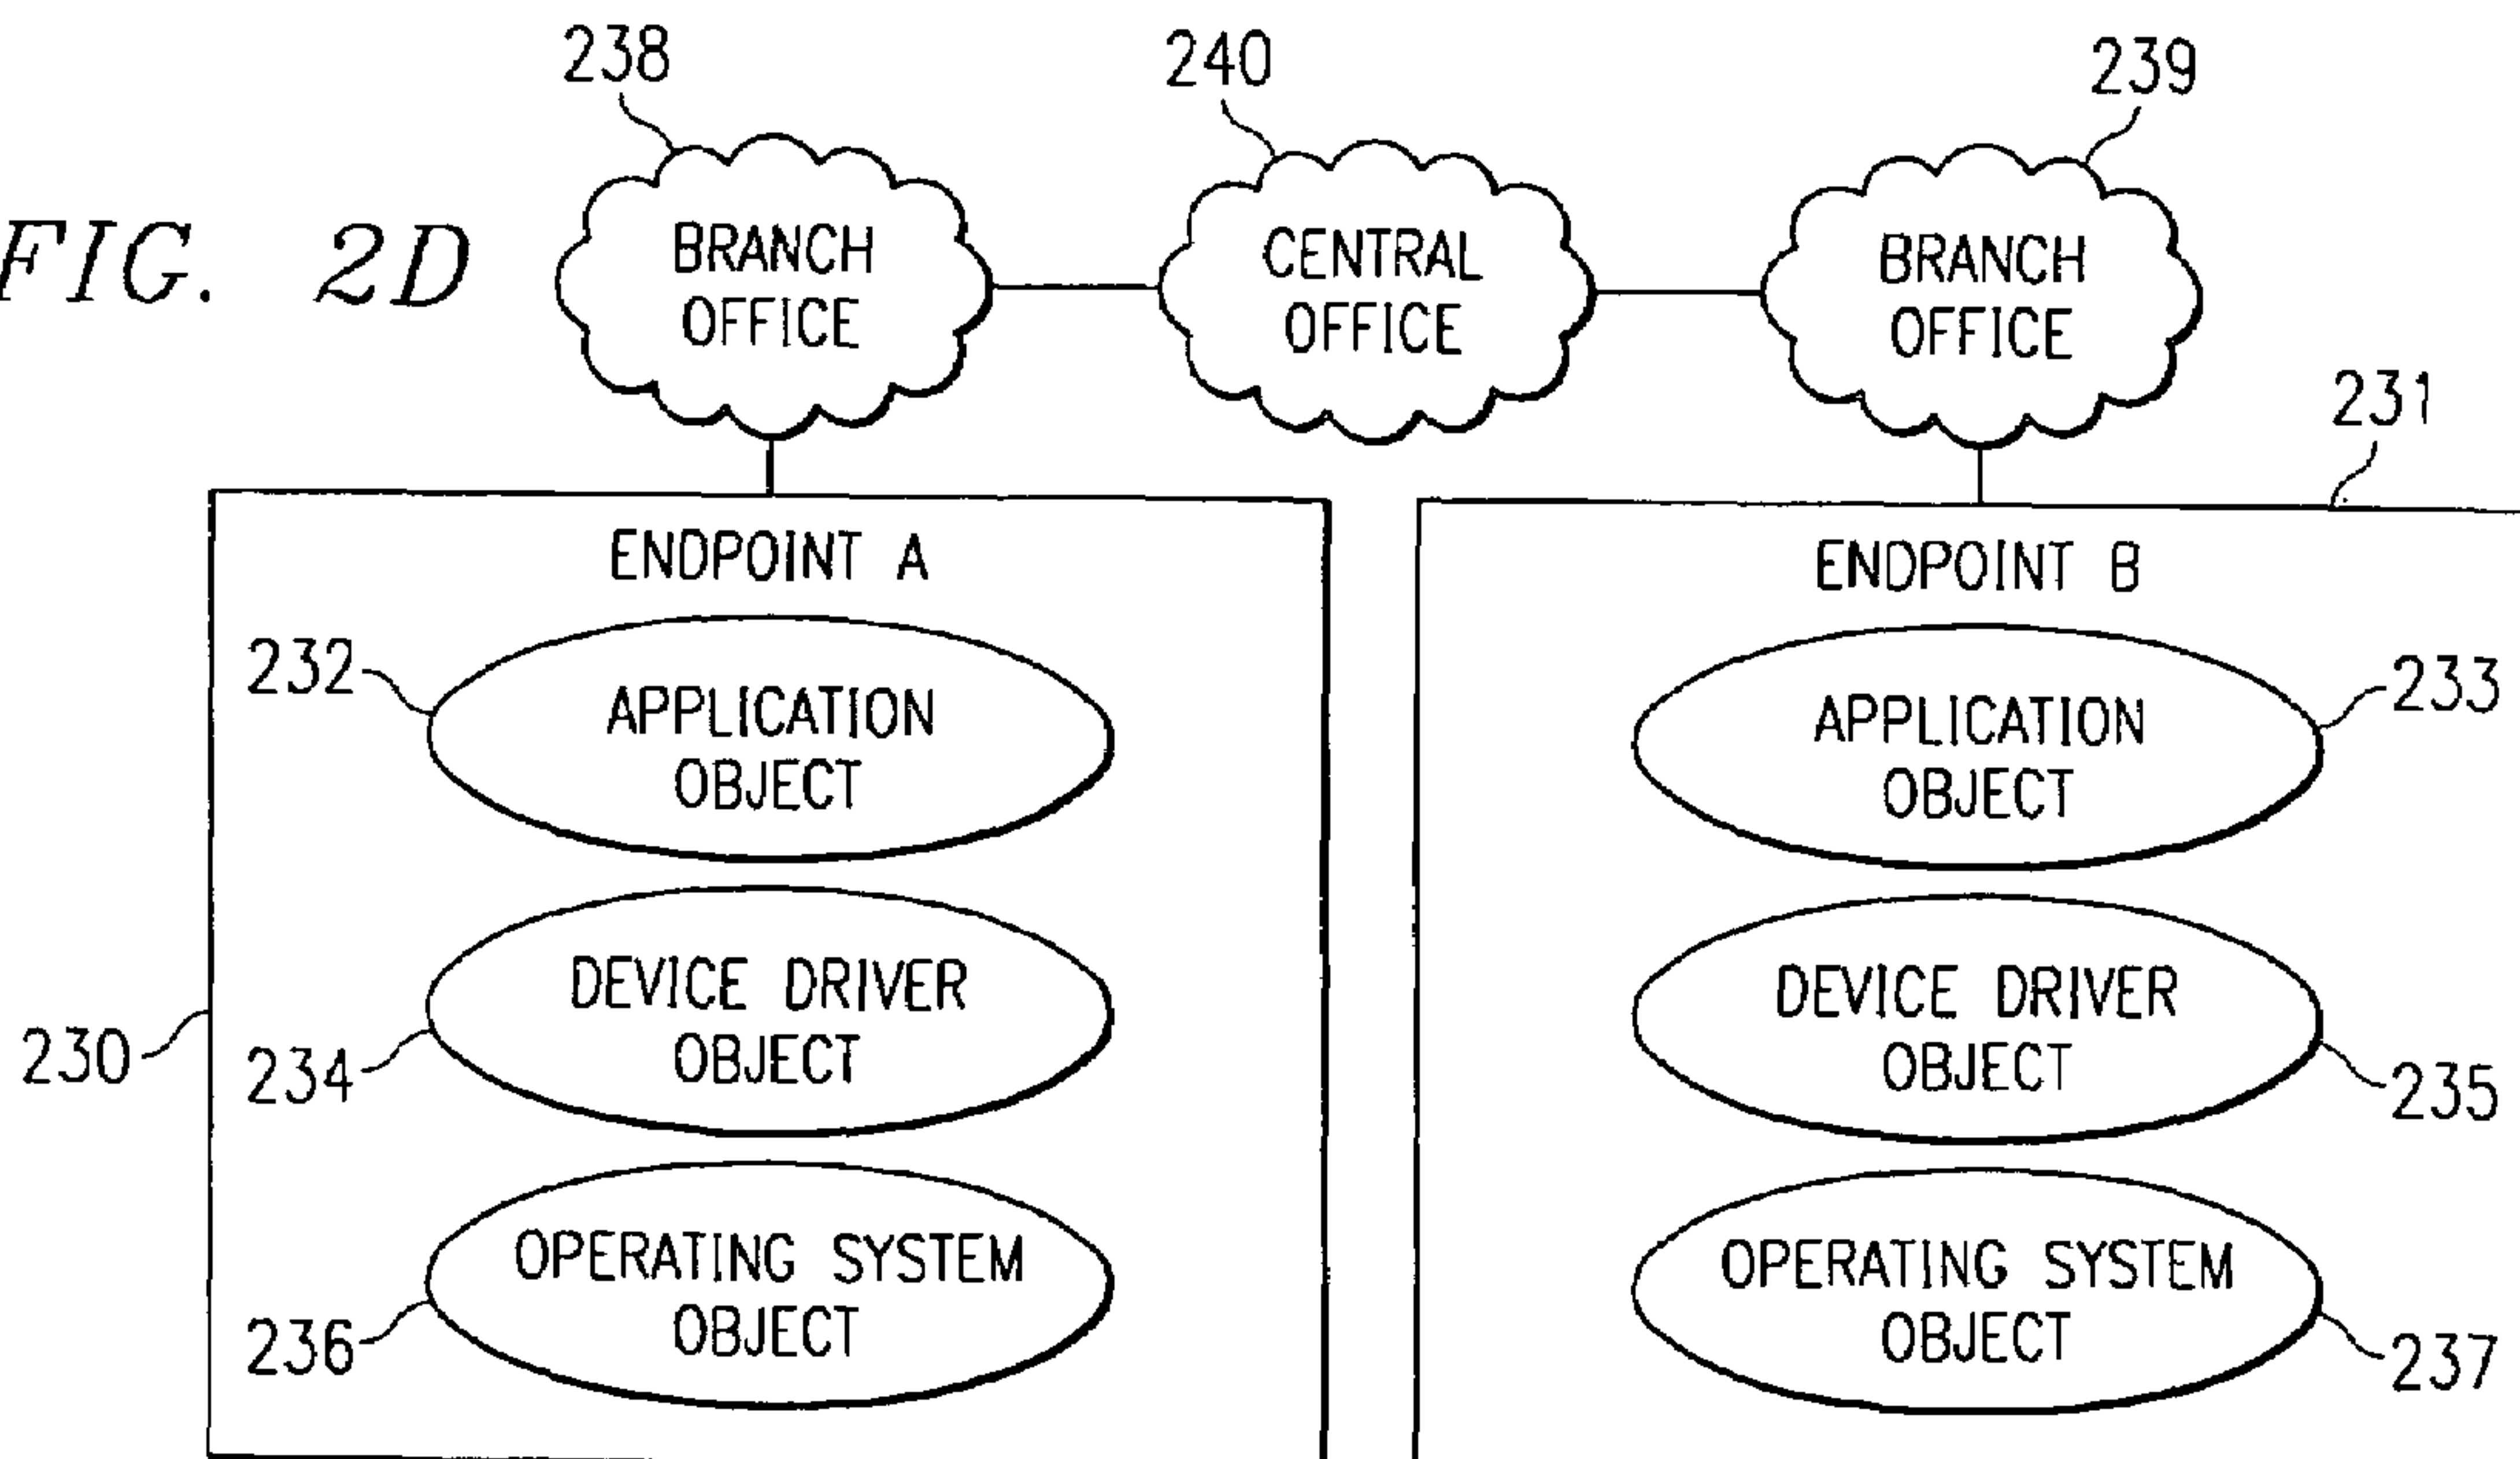 238
240
239
FIG. 2D
BRANCH
OFFICE
CENTRAL
OFFICE
BRANCH
OFFICE
231
ENDPOINT A
232
APPLICATION
OBJECT
230
234
DEVICE DRIVER
OBJECT
236
OPERATING SYSTEM
OBJECT
ENDPOINT B
APPLICATION
OBJECT
233
DEVICE DRIVER
OBJECT
235
OPERATING SYSTEM
OBJECT
237